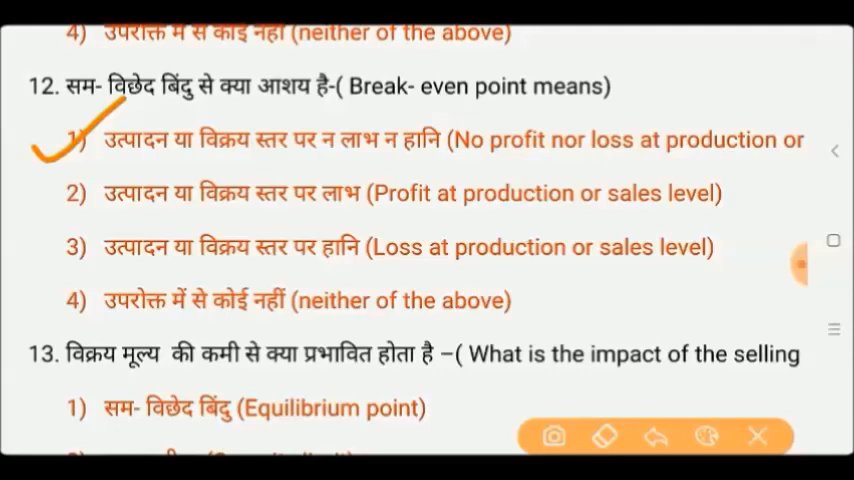 4) उपरोक्त में से कोई नहीं (neither of the above)
12. सम- विछेद बिंदु से क्या आशय है-( Break- even point means)
1) उत्पादन या विक्रय स्तर पर न लाभ न हानि (No profit nor loss at production or
2) उत्पादन या विक्रय स्तर पर लाभ (Profit at production or sales level)
3) उत्पादन या विक्रय स्तर पर हानि (Loss at production or sales level)
4) उपरोक्त में से कोई नहीं (neither of the above)
13. विक्रय मूल्य की कमी से क्या प्रभावित होता है –( What is the impact of the selling
1) सम- विछेद बिंदु (Equilibrium point)